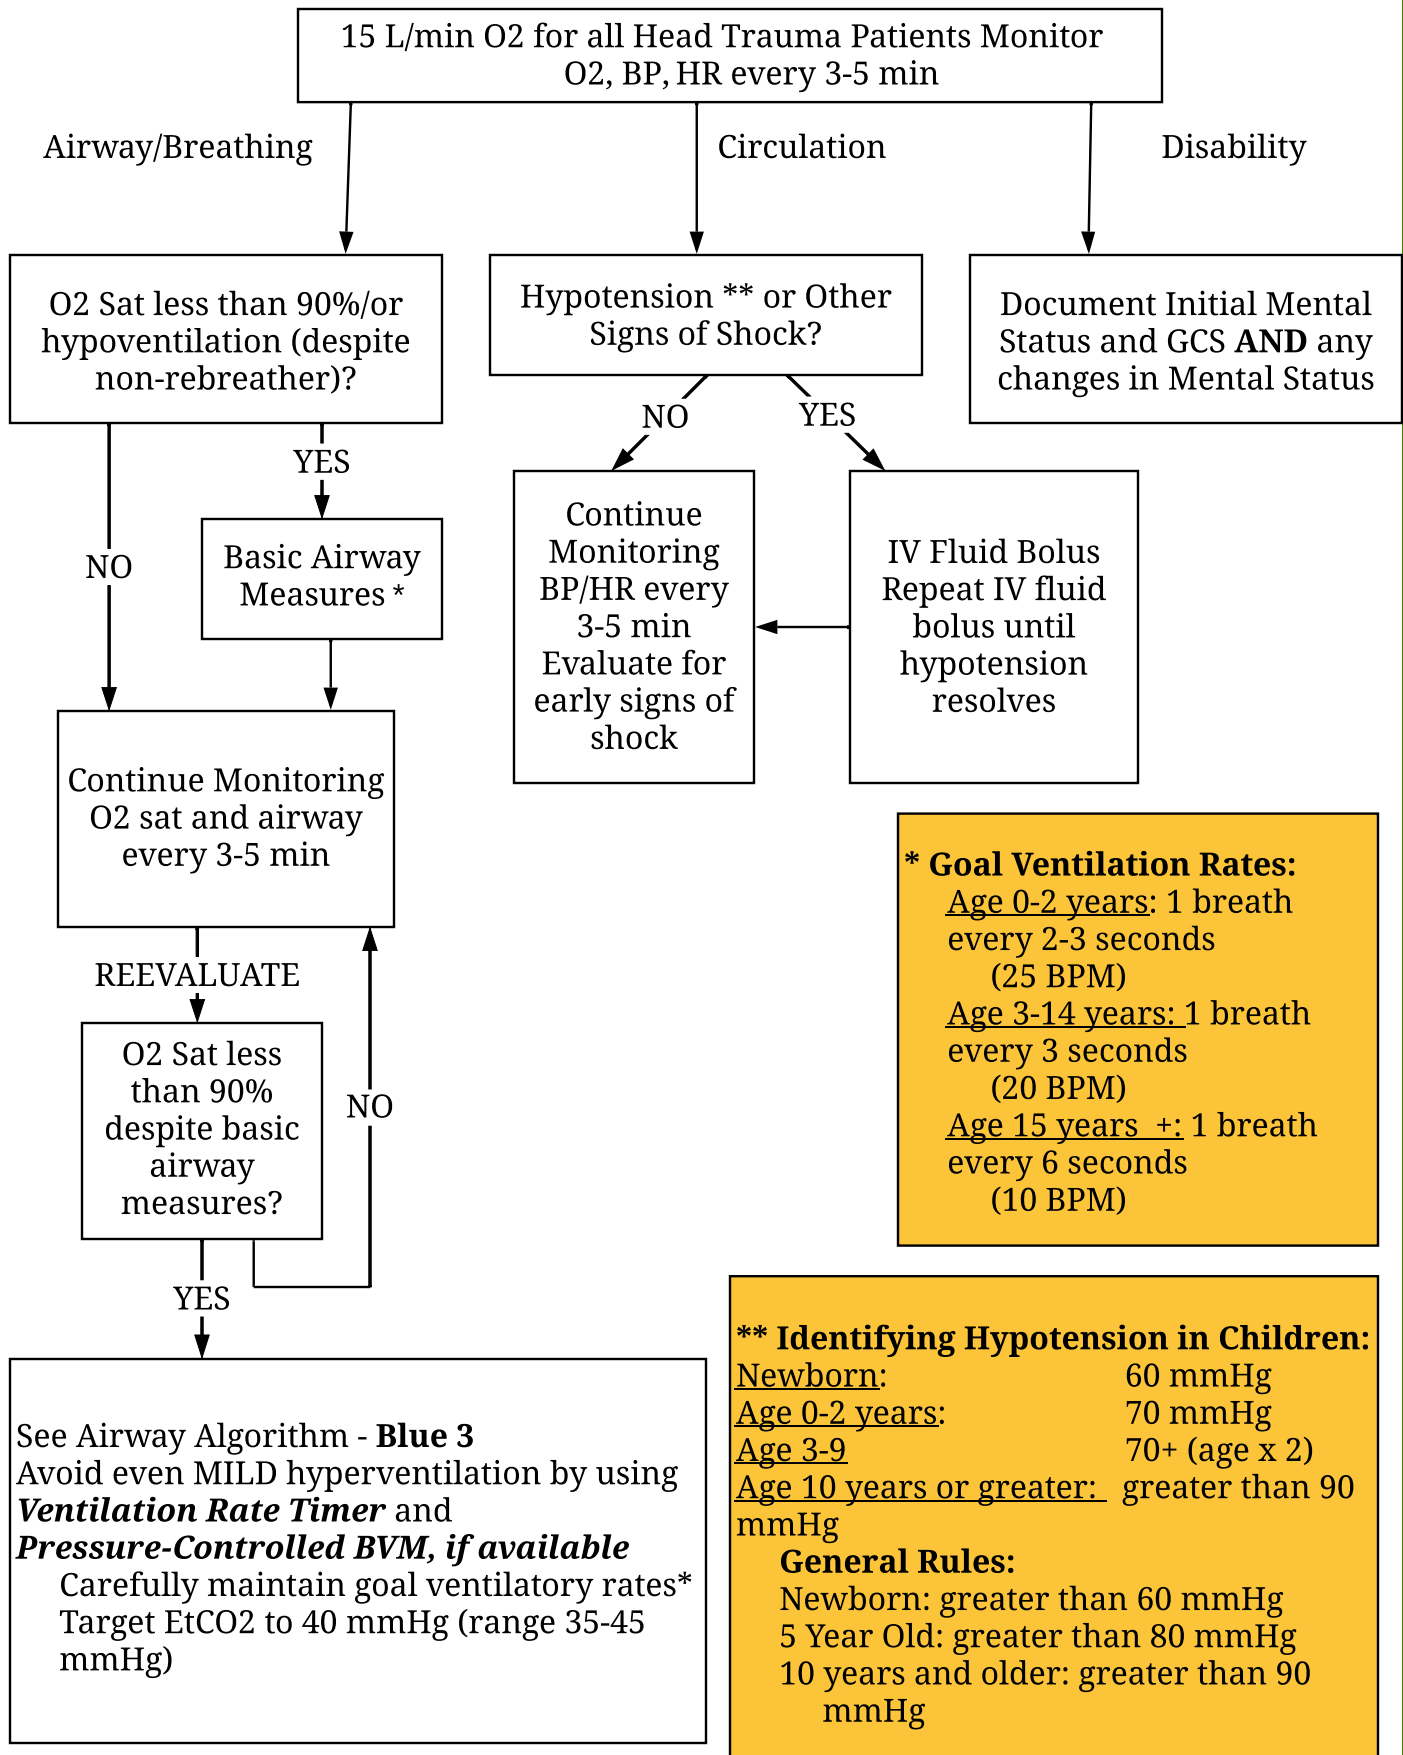 15 L/min O2 for all Head Trauma Patients Monitor
O2, BP, HR every 3-5 min
Airway/Breathing
Circulation
Disability
O2 Sat less than 90%/or
hypoventilation (despite
non-rebreather)?
Hypotension ** or Other
Signs of Shock?
Document Initial Mental
Status and GCS AND any
changes in Mental Status
NO
YES
YES
NO
Basic Airway
Measures *
Continue
Monitoring
BP/HR every
3-5 min
Evaluate for
early signs of
shock
IV Fluid Bolus
Repeat IV fluid
bolus until
hypotension
resolves
Continue Monitoring
O2 sat and airway
every 3-5 min
REEVALUATE
O2 Sat less
than 90%
despite basic
airway
measures?
NO
YES
* Goal Ventilation Rates:
Age 0-2 years: 1 breath
every 2-3 seconds
(25 BPM)
Age 3-14 years: 1 breath
every 3 seconds
(20 BPM)
Age 15 years  +: 1 breath
every 6 seconds
(10 BPM)
See Airway Algorithm - Blue 3
Avoid even MILD hyperventilation by using
Ventilation Rate Timer and
Pressure-Controlled BVM, if available
Carefully maintain goal ventilatory rates*
Target EtCO2 to 40 mmHg (range 35-45
mmHg)
** Identifying Hypotension in Children:
Newborn: 60 mmHg
Age 0-2 years: 70 mmHg
Age 3-9 70+ (age x 2)
Age 10 years or greater: greater than 90
mmHg
General Rules:
Newborn: greater than 60 mmHg
5 Year Old: greater than 80 mmHg
10 years and older: greater than 90
mmHg